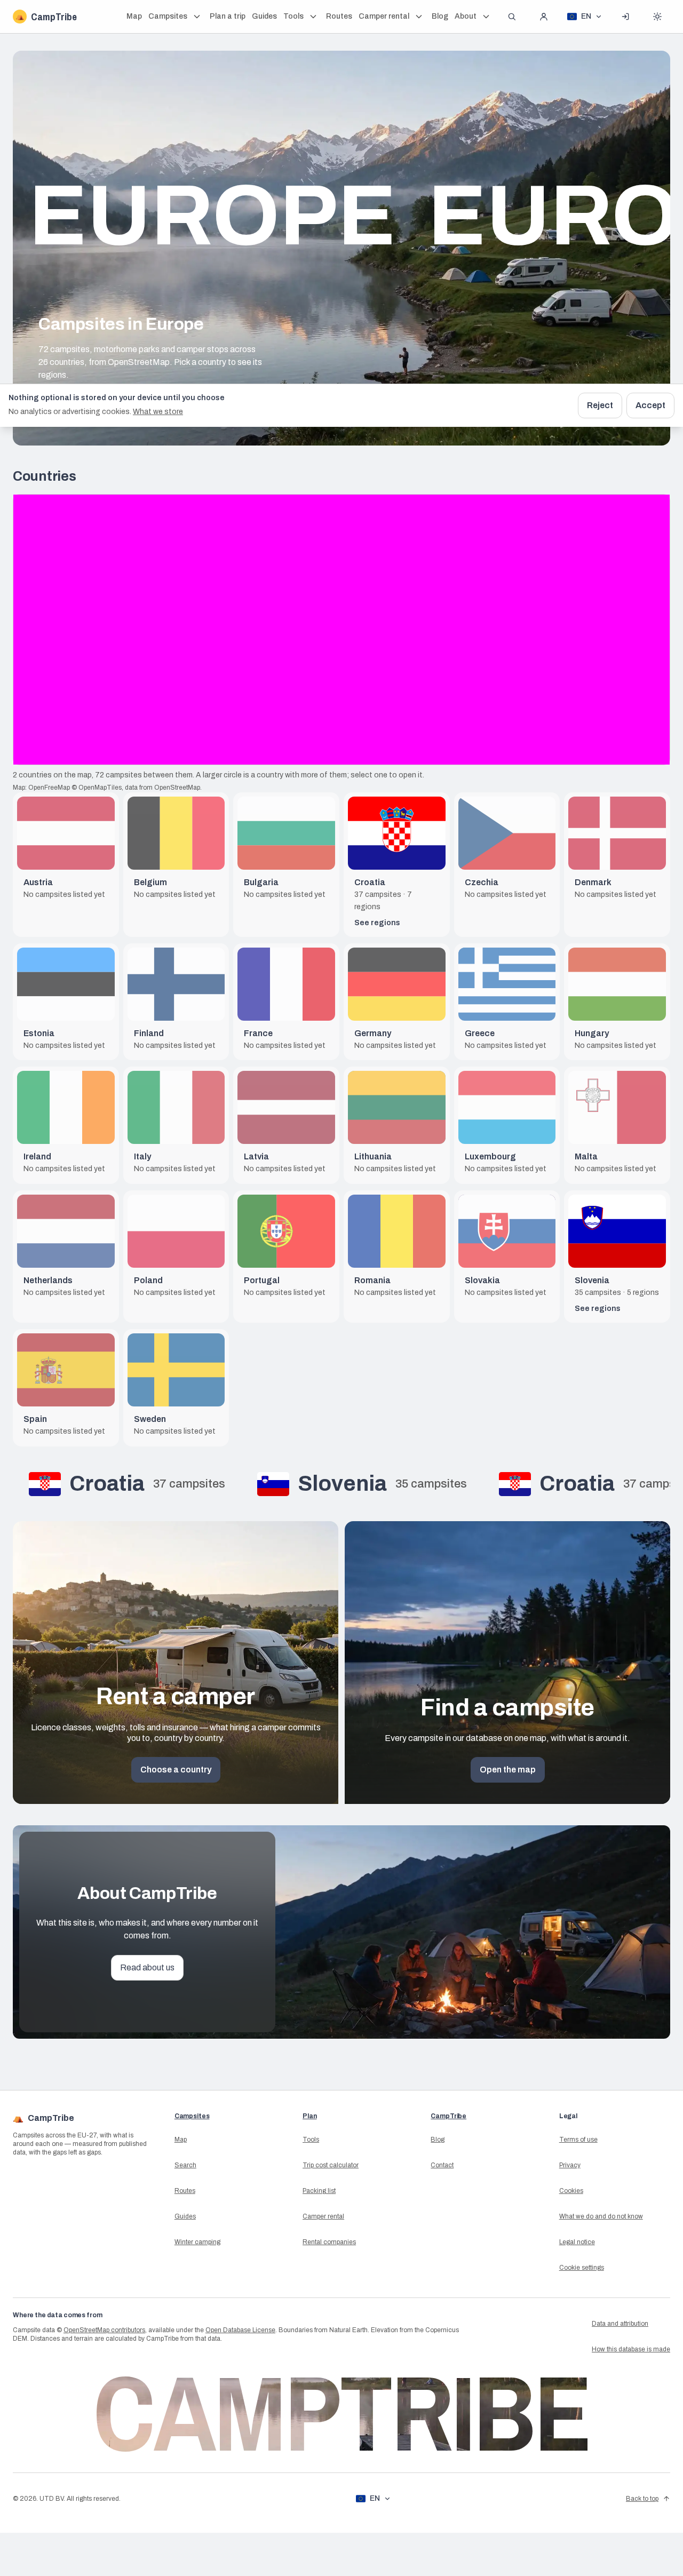 CampTribe
Map Campsites Plan a trip Guides Tools Routes Camper rental Blog About EN
EUROPE EURO
Campsites in Europe
72 campsites, motorhome parks and camper stops across
26 countries, from OpenStreetMap. Pick a country to see its
regions.
Nothing optional is stored on your device until you choose
No analytics or advertising cookies. What we store
Reject
Accept
Countries
2 countries on the map, 72 campsites between them. A larger circle is a country with more of them; select one to open it.
Map: OpenFreeMap © OpenMapTiles, data from OpenStreetMap.
Austria
No campsites listed yet
Belgium
No campsites listed yet
Bulgaria
No campsites listed yet
Croatia
37 campsites · 7
regions
See regions
Czechia
No campsites listed yet
Denmark
No campsites listed yet
Estonia
No campsites listed yet
Finland
No campsites listed yet
France
No campsites listed yet
Germany
No campsites listed yet
Greece
No campsites listed yet
Hungary
No campsites listed yet
Ireland
No campsites listed yet
Italy
No campsites listed yet
Latvia
No campsites listed yet
Lithuania
No campsites listed yet
Luxembourg
No campsites listed yet
Malta
No campsites listed yet
Netherlands
No campsites listed yet
Poland
No campsites listed yet
Portugal
No campsites listed yet
Romania
No campsites listed yet
Slovakia
No campsites listed yet
Slovenia
35 campsites · 5 regions
See regions
Spain
No campsites listed yet
Sweden
No campsites listed yet
Croatia 37 campsites
Slovenia 35 campsites
Croatia 37 camps
Rent a camper
Licence classes, weights, tolls and insurance — what hiring a camper commits
you to, country by country.
Choose a country
Find a campsite
Every campsite in our database on one map, with what is around it.
Open the map
About CampTribe
What this site is, who makes it, and where every number on it
comes from.
Read about us
CampTribe
Campsites across the EU-27, with what is
around each one — measured from published
data, with the gaps left as gaps.
Campsites
Map
Search
Routes
Guides
Winter camping
Plan
Tools
Trip cost calculator
Packing list
Camper rental
Rental companies
CampTribe
Blog
Contact
Legal
Terms of use
Privacy
Cookies
What we do and do not know
Legal notice
Cookie settings
Where the data comes from
Campsite data © OpenStreetMap contributors, available under the Open Database License. Boundaries from Natural Earth. Elevation from the Copernicus
DEM. Distances and terrain are calculated by CampTribe from that data.
Data and attribution
How this database is made
CAMPTRIBE
© 2026. UTD BV. All rights reserved.
EN
Back to top